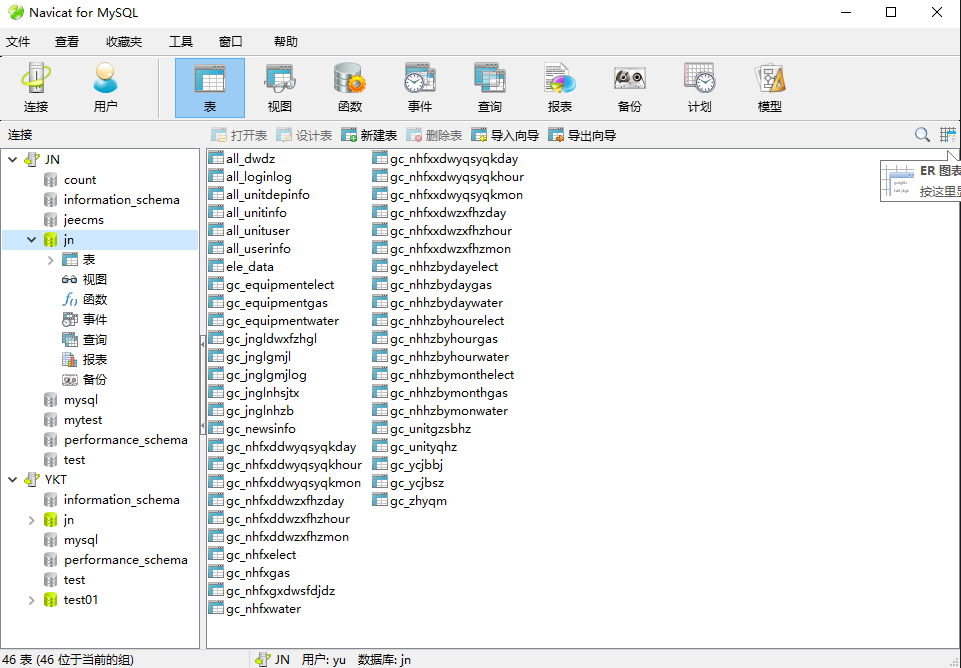 Navicat for MySQL
文件 查看 收藏夹 工具 窗口 帮助
连接 用户 表 视图 函数 事件 查询 报表 备份 计划 模型
连接 打开表 设计表 新建表 删除表 导入向导 导出向导
JN
count
information_schema
jeecms
jn
表
视图
函数
事件
查询
报表
备份
mysql
mytest
performance_schema
test
YKT
information_schema
jn
mysql
performance_schema
test
test01
all_dwdz
all_loginlog
all_unitdepinfo
all_unitinfo
all_unituser
all_userinfo
ele_data
gc_equipmentelect
gc_equipmentgas
gc_equipmentwater
gc_jngldwxfzhgl
gc_jnglgmjl
gc_jnglgmjlog
gc_jnglnhsjtx
gc_jnglnhzb
gc_newsinfo
gc_nhfxddwyqsyqkday
gc_nhfxddwyqsyqkhour
gc_nhfxddwyqsyqkmon
gc_nhfxddwzxfhzday
gc_nhfxddwzxfhzhour
gc_nhfxddwzxfhzmon
gc_nhfxelect
gc_nhfxgas
gc_nhfxgxdwsfdjdz
gc_nhfxwater
gc_nhfxxdwyqsyqkday
gc_nhfxxdwyqsyqkhour
gc_nhfxxdwyqsyqkmon
gc_nhfxxdwzxfhzday
gc_nhfxxdwzxfhzhour
gc_nhfxxdwzxfhzmon
gc_nhhzbydayelect
gc_nhhzbydaygas
gc_nhhzbydaywater
gc_nhhzbyhourelect
gc_nhhzbyhourgas
gc_nhhzbyhourwater
gc_nhhzbymonthelect
gc_nhhzbymonthgas
gc_nhhzbymonwater
gc_unitgzsbhz
gc_unityqhz
gc_ycjbbj
gc_ycjbsz
gc_zhyqm
ER 图表
按这里显
46 表 (46 位于当前的组) JN 用户: yu 数据库: jn